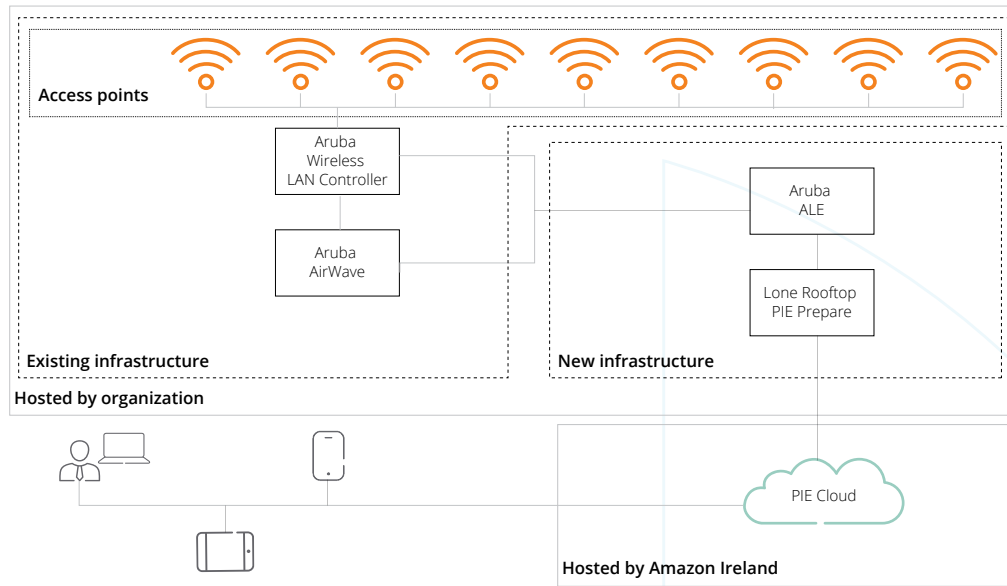 Access points
Aruba
Wireless
LAN Controller
Aruba
AirWave
Aruba
ALE
Lone Rooftop
PIE Prepare
Existing infrastructure
New infrastructure
Hosted by organization
PIE Cloud
Hosted by Amazon Ireland